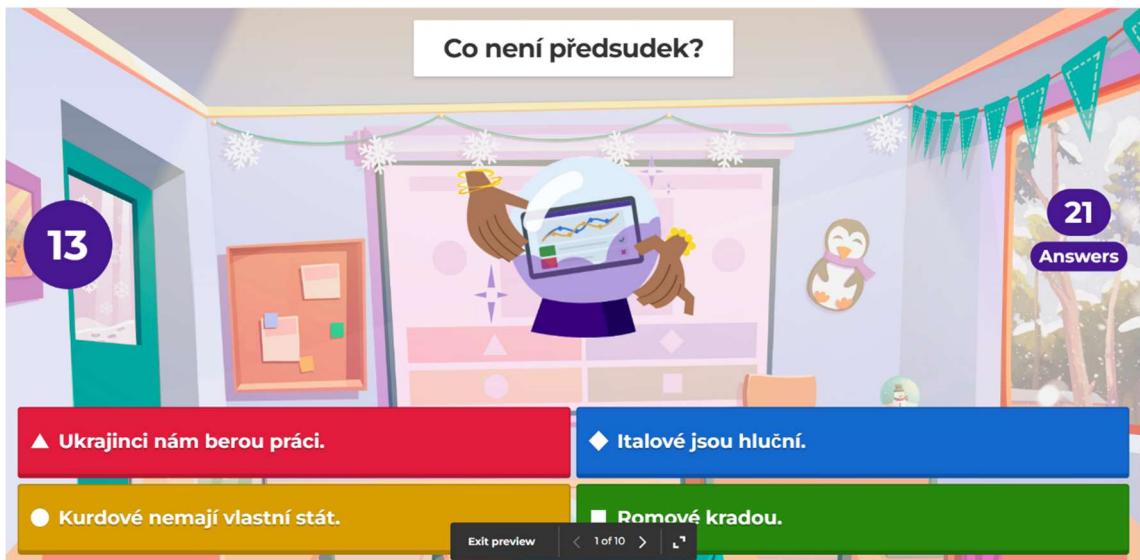 Co není předsudek?
13
21
Answers
Ukrajinci nám berou práci.
Italové jsou hluční.
Kurdové nemají vlastní stát.
Romové kradou.
Exit preview
1 of 10